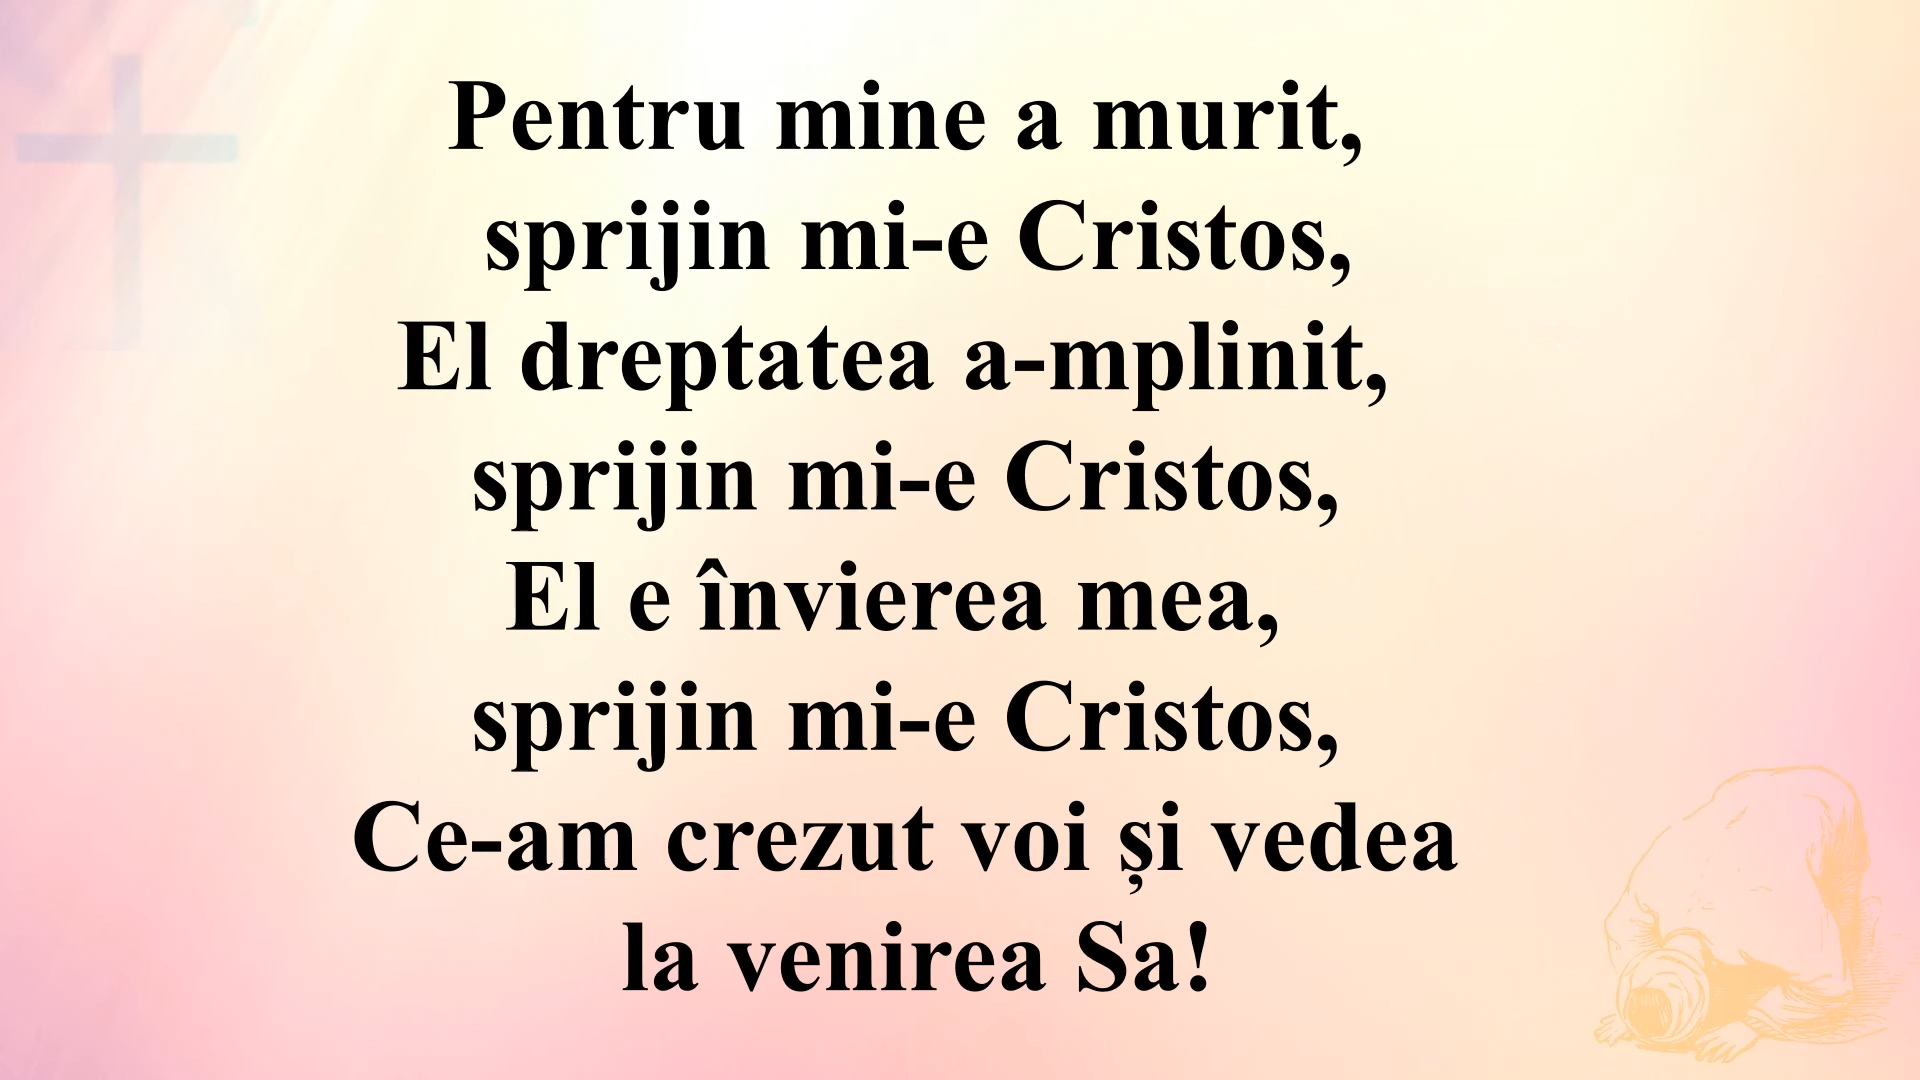 Pentru mine a murit,
sprijin mi-e Cristos,
El dreptatea a-mplinit,
sprijin mi-e Cristos,
El e învierea mea,
sprijin mi-e Cristos,
Ce-am crezut voi și vedea
la venirea Sa!